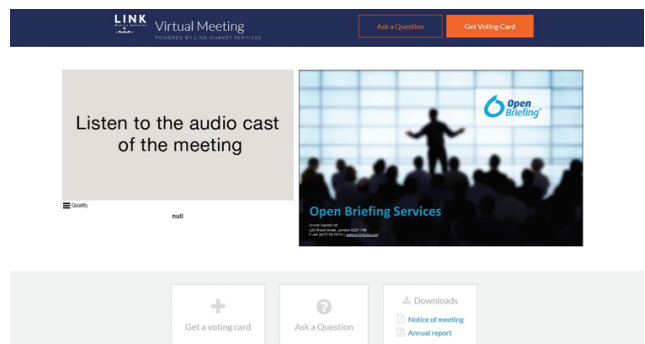 LINK
Virtual Meeting
POWERED BY LINK MARKET SERVICES
Ask a Question
Get Voting Card
Listen to the audio cast
of the meeting
Quality
null
Open
Briefing
Open Briefing Services
Get a voting card
Ask a Question
Downloads
Notice of meeting
Annual report